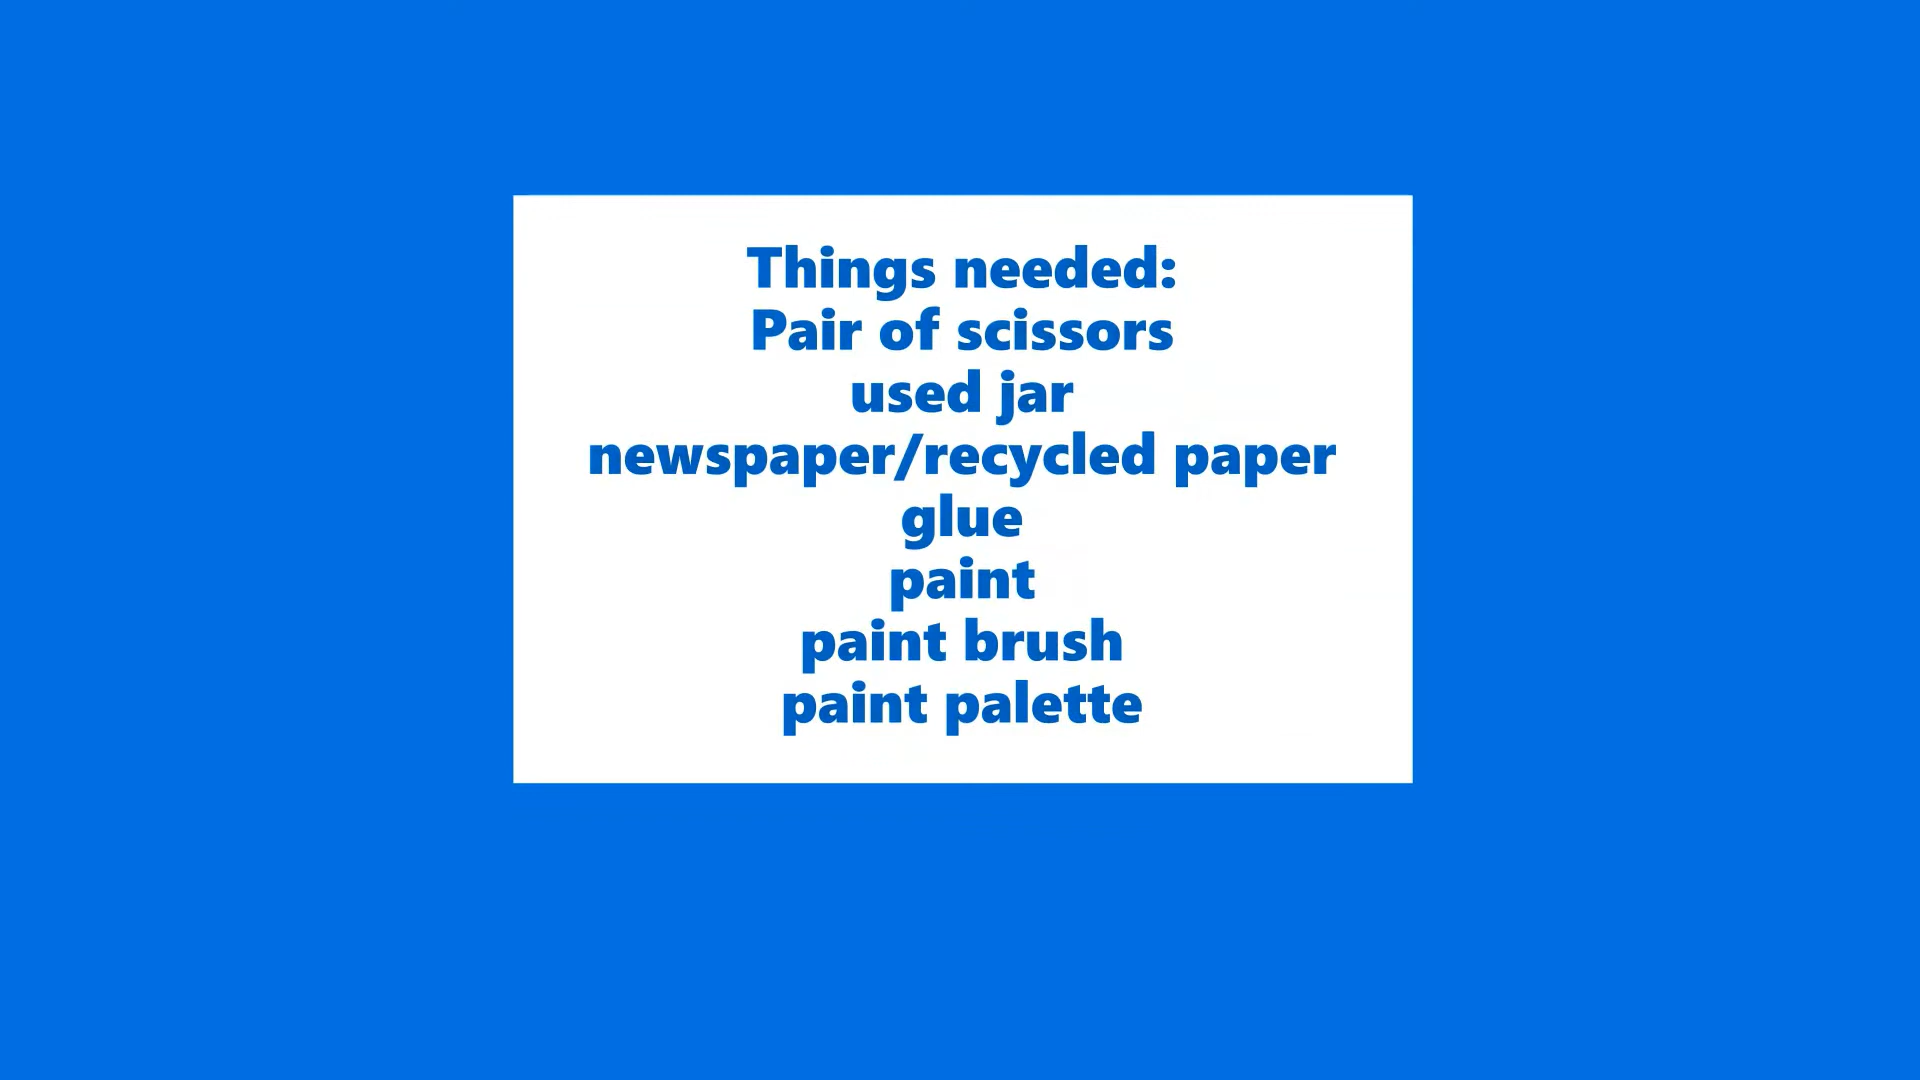 Things needed:
Pair of scissors
used jar
newspaper/recycled paper
glue
paint
paint brush
paint palette